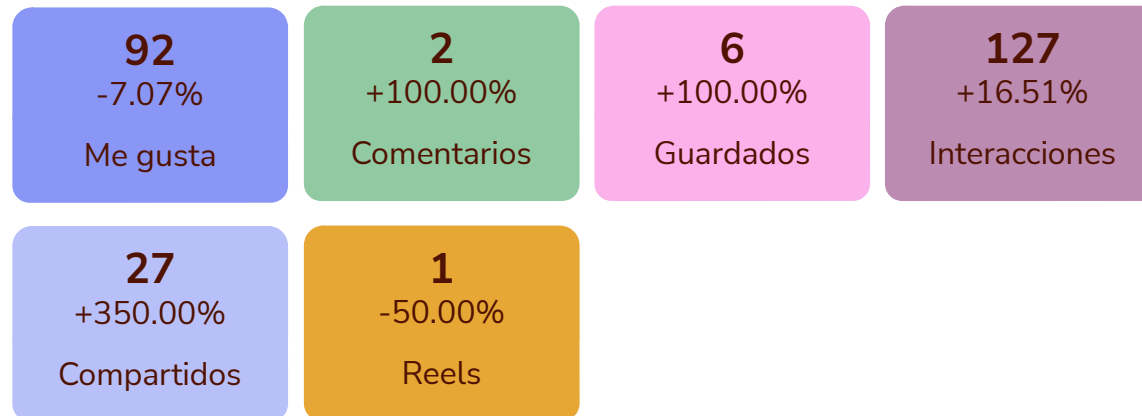 92
-7.07%
Me gusta
2
+100.00%
Comentarios
6
+100.00%
Guardados
127
+16.51%
Interacciones
27
+350.00%
Compartidos
1
-50.00%
Reels